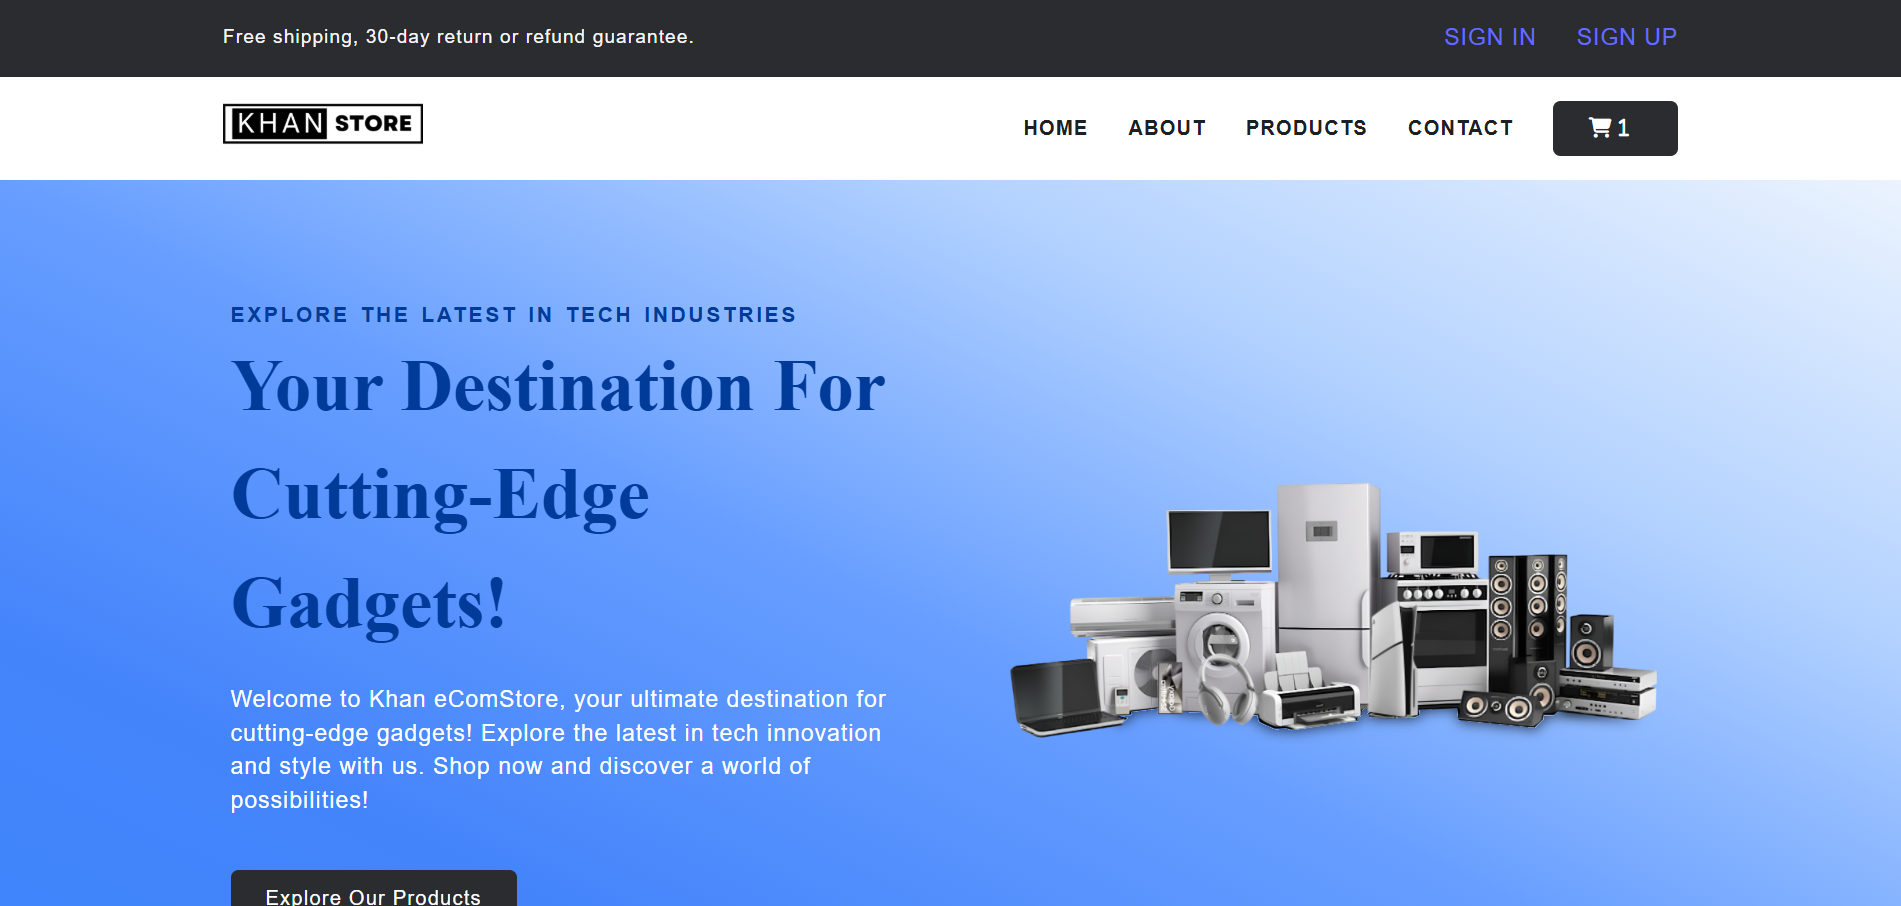 Free shipping, 30-day return or refund guarantee.
SIGN IN SIGN UP
KHAN STORE
HOME ABOUT PRODUCTS CONTACT 1
EXPLORE THE LATEST IN TECH INDUSTRIES
Your Destination For
Cutting-Edge
Gadgets!
Welcome to Khan eComStore, your ultimate destination for
cutting-edge gadgets! Explore the latest in tech innovation
and style with us. Shop now and discover a world of
possibilities!
Explore Our Products